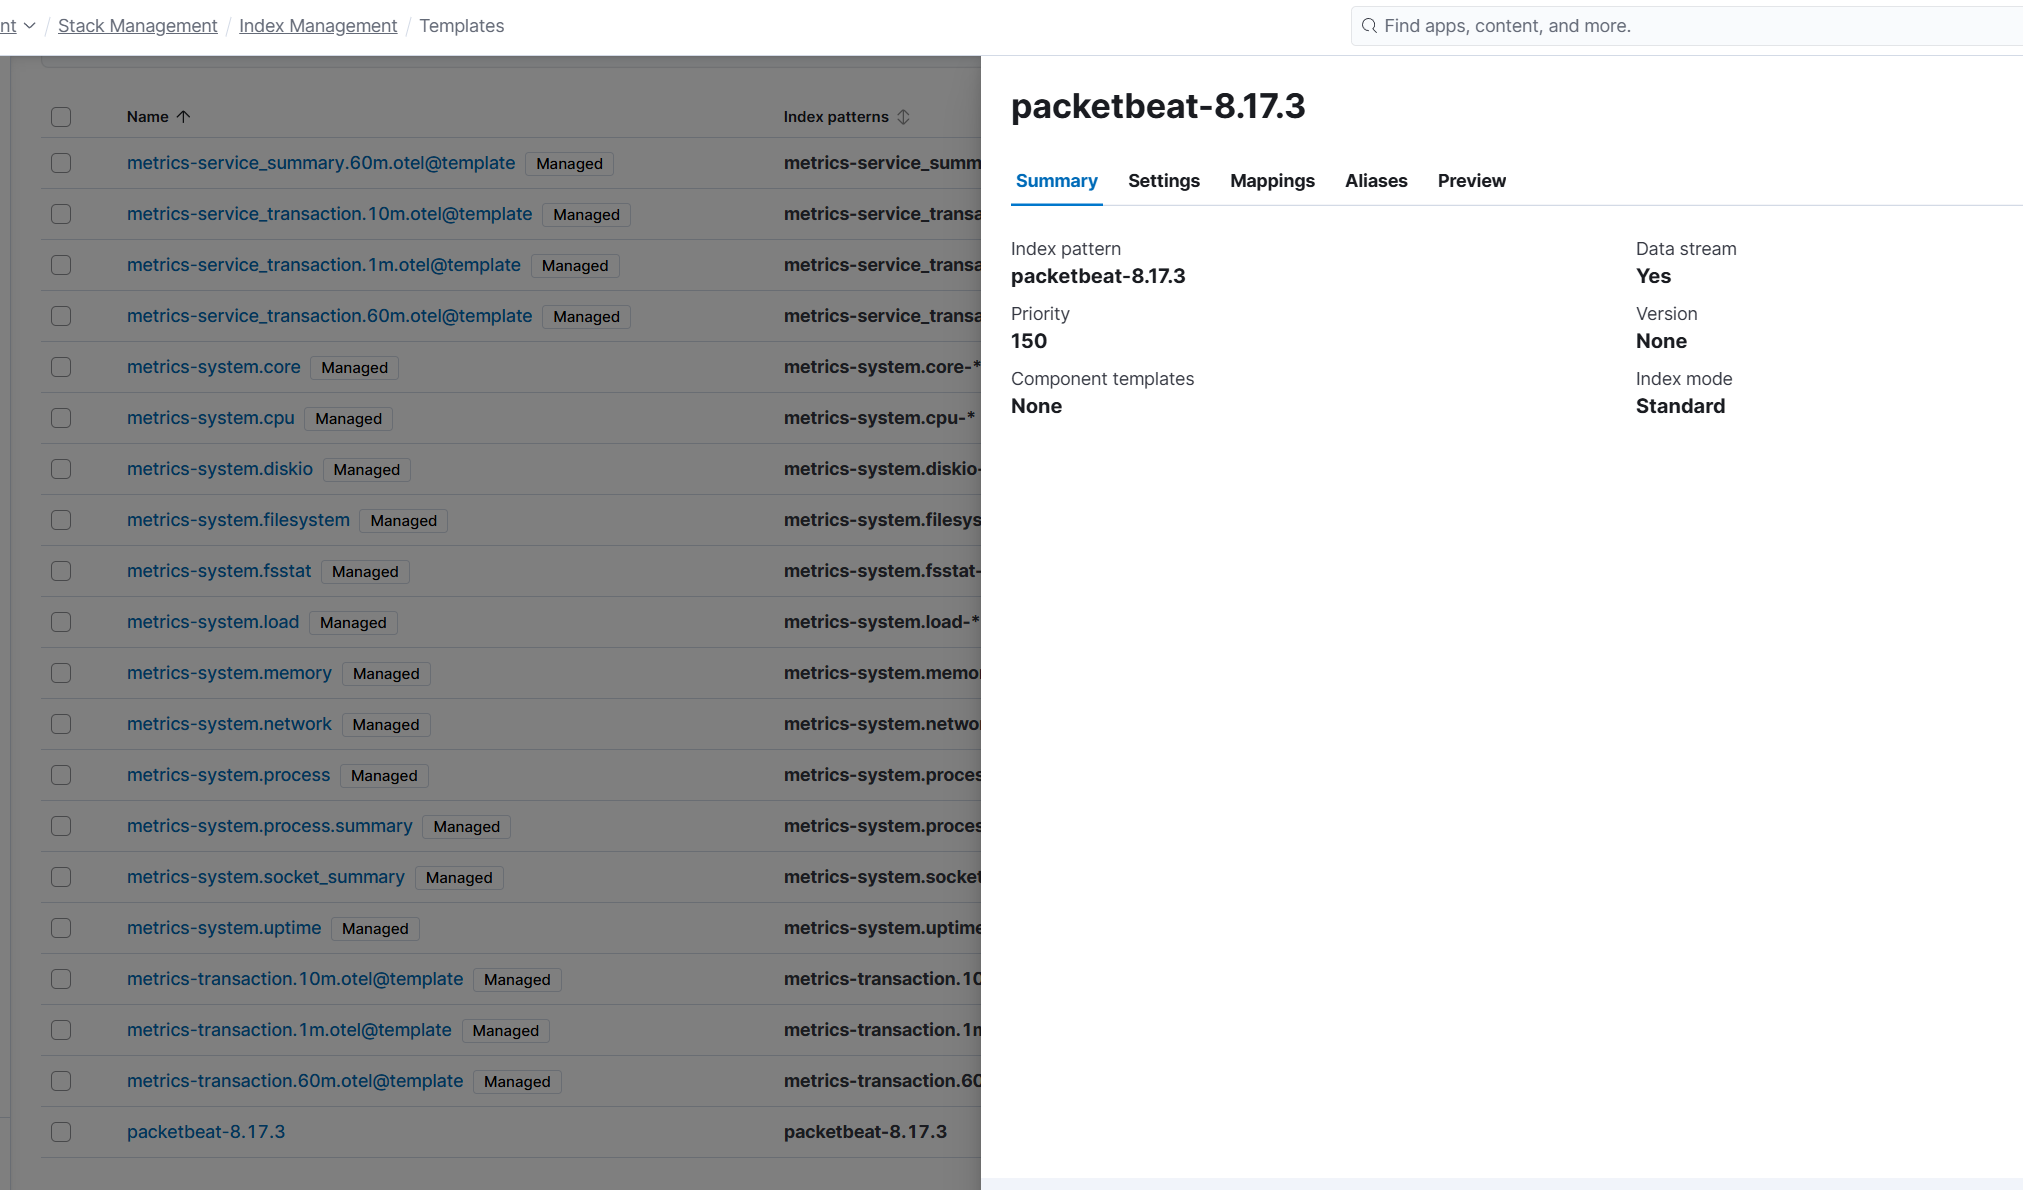 nt / Stack Management / Index Management / Templates
Find apps, content, and more.
Name Index patterns
metrics-service_summary.60m.otel@template Managed metrics-service_summ
metrics-service_transaction.10m.otel@template Managed metrics-service_transa
metrics-service_transaction.1m.otel@template Managed metrics-service_transa
metrics-service_transaction.60m.otel@template Managed metrics-service_transa
metrics-system.core Managed metrics-system.core-*
metrics-system.cpu Managed metrics-system.cpu-*
metrics-system.diskio Managed metrics-system.diskio-
metrics-system.filesystem Managed metrics-system.filesys
metrics-system.fsstat Managed metrics-system.fsstat-
metrics-system.load Managed metrics-system.load-*
metrics-system.memory Managed metrics-system.memo
metrics-system.network Managed metrics-system.netwo
metrics-system.process Managed metrics-system.proces
metrics-system.process.summary Managed metrics-system.proces
metrics-system.socket_summary Managed metrics-system.socket
metrics-system.uptime Managed metrics-system.uptime
metrics-transaction.10m.otel@template Managed metrics-transaction.10
metrics-transaction.1m.otel@template Managed metrics-transaction.1m
metrics-transaction.60m.otel@template Managed metrics-transaction.60
packetbeat-8.17.3 packetbeat-8.17.3
packetbeat-8.17.3
Summary Settings Mappings Aliases Preview
Index pattern
packetbeat-8.17.3
Priority
150
Component templates
None
Data stream
Yes
Version
None
Index mode
Standard